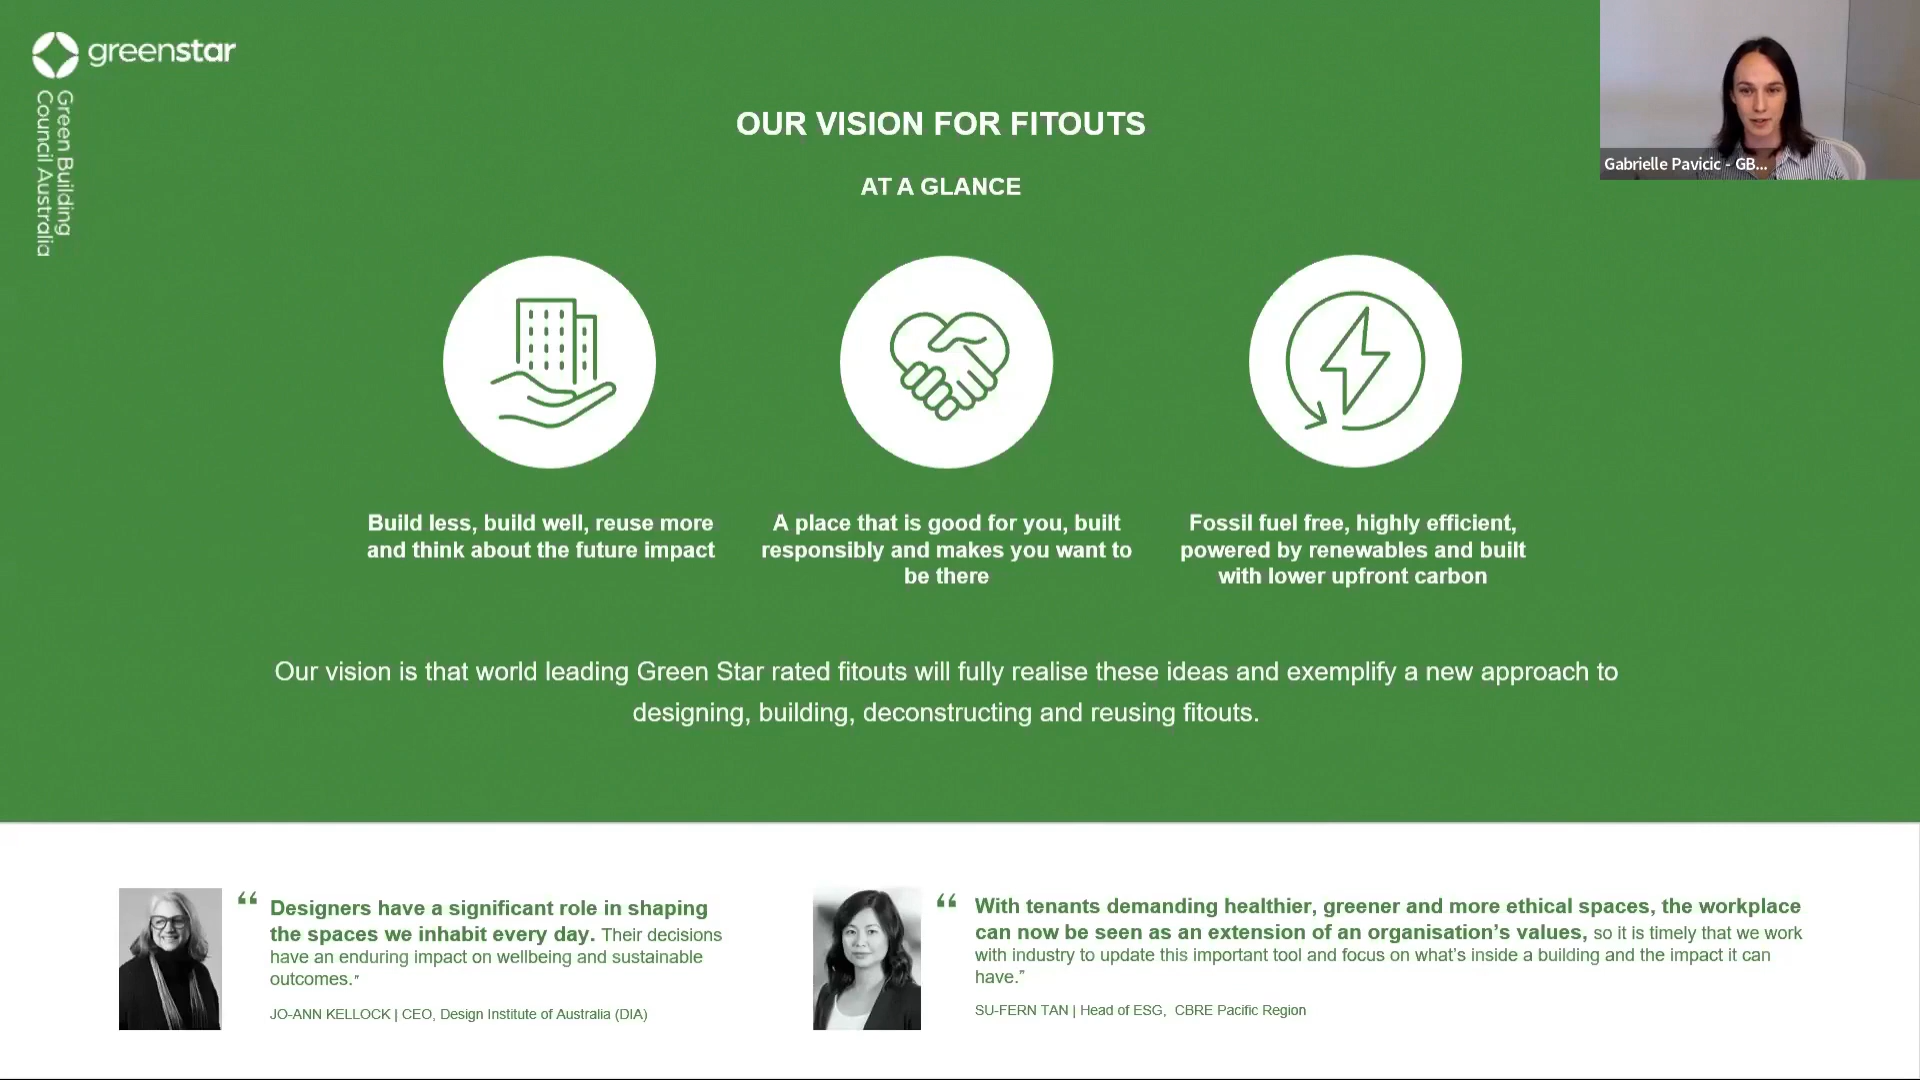 greenstar
Green Building
Council Australia
OUR VISION FOR FITOUTS
AT A GLANCE
Gabrielle Pavicic - GB...
Build less, build well, reuse more
and think about the future impact
A place that is good for you, built
responsibly and makes you want to
be there
Fossil fuel free, highly efficient,
powered by renewables and built
with lower upfront carbon
Our vision is that world leading Green Star rated fitouts will fully realise these ideas and exemplify a new approach to
designing, building, deconstructing and reusing fitouts.
“ Designers have a significant role in shaping
the spaces we inhabit every day. Their decisions
have an enduring impact on wellbeing and sustainable
outcomes.”
JO-ANN KELLOCK | CEO, Design Institute of Australia (DIA)
“ With tenants demanding healthier, greener and more ethical spaces, the workplace
can now be seen as an extension of an organisation’s values, so it is timely that we work
with industry to update this important tool and focus on what’s inside a building and the impact it can
have.”
SU-FERN TAN | Head of ESG, CBRE Pacific Region